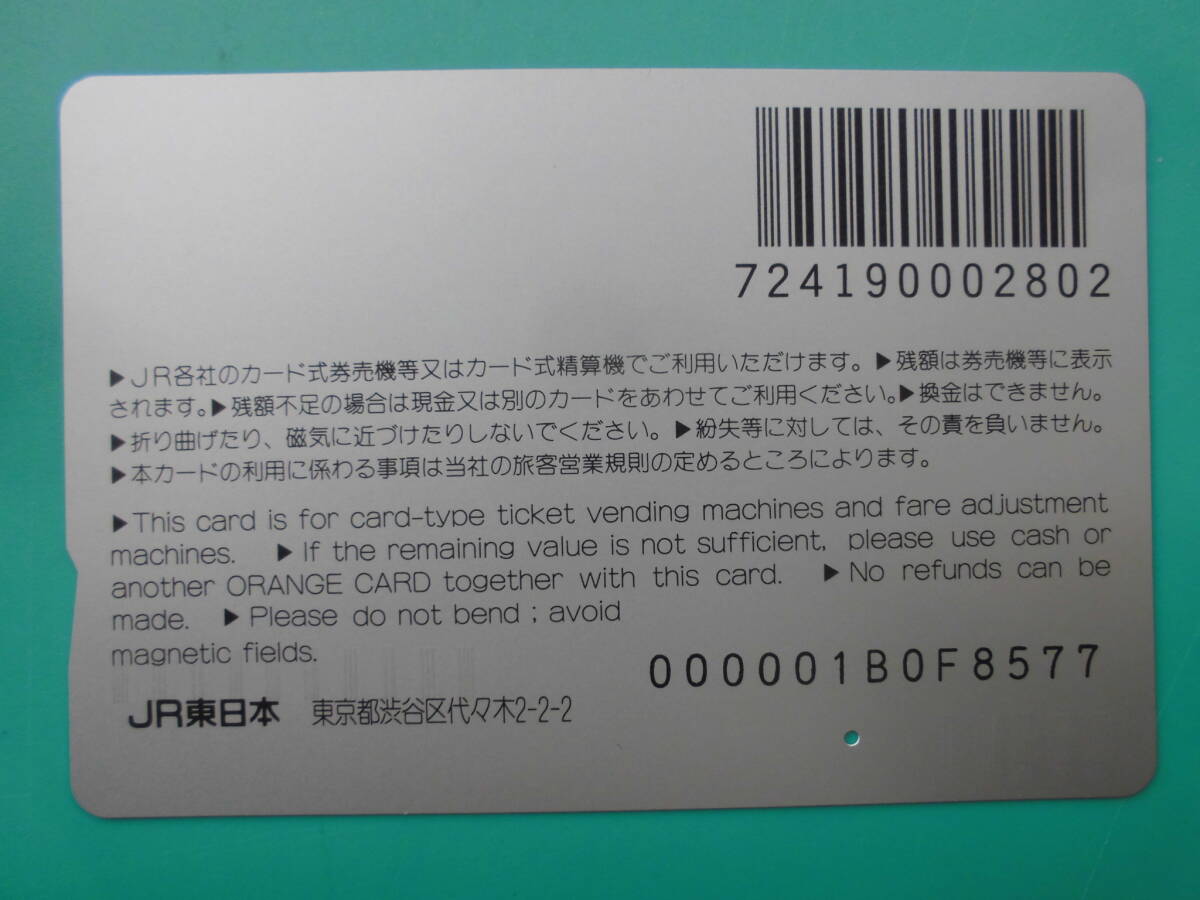 724190002802
▶JR各社のカード式券売機等又はカード式精算機でご利用いただけます。▶残額は券売機等に表示
されます。▶残額不足の場合は現金又は別のカードをあわせてご利用ください。▶換金はできません。
▶折り曲げたり、磁気に近づけたりしないでください。▶紛失等に対しては、その責を負いません。
▶本カードの利用に係わる事項は当社の旅客営業規則の定めるところによります。
▶This card is for card-type ticket vending machines and fare adjustment
machines. ▶If the remaining value is not sufficient, please use cash or
another ORANGE CARD together with this card. ▶No refunds can be
made. ▶Please do not bend ; avoid
magnetic fields.
000001B0F8577
JR東日本 東京都渋谷区代々木2-2-2